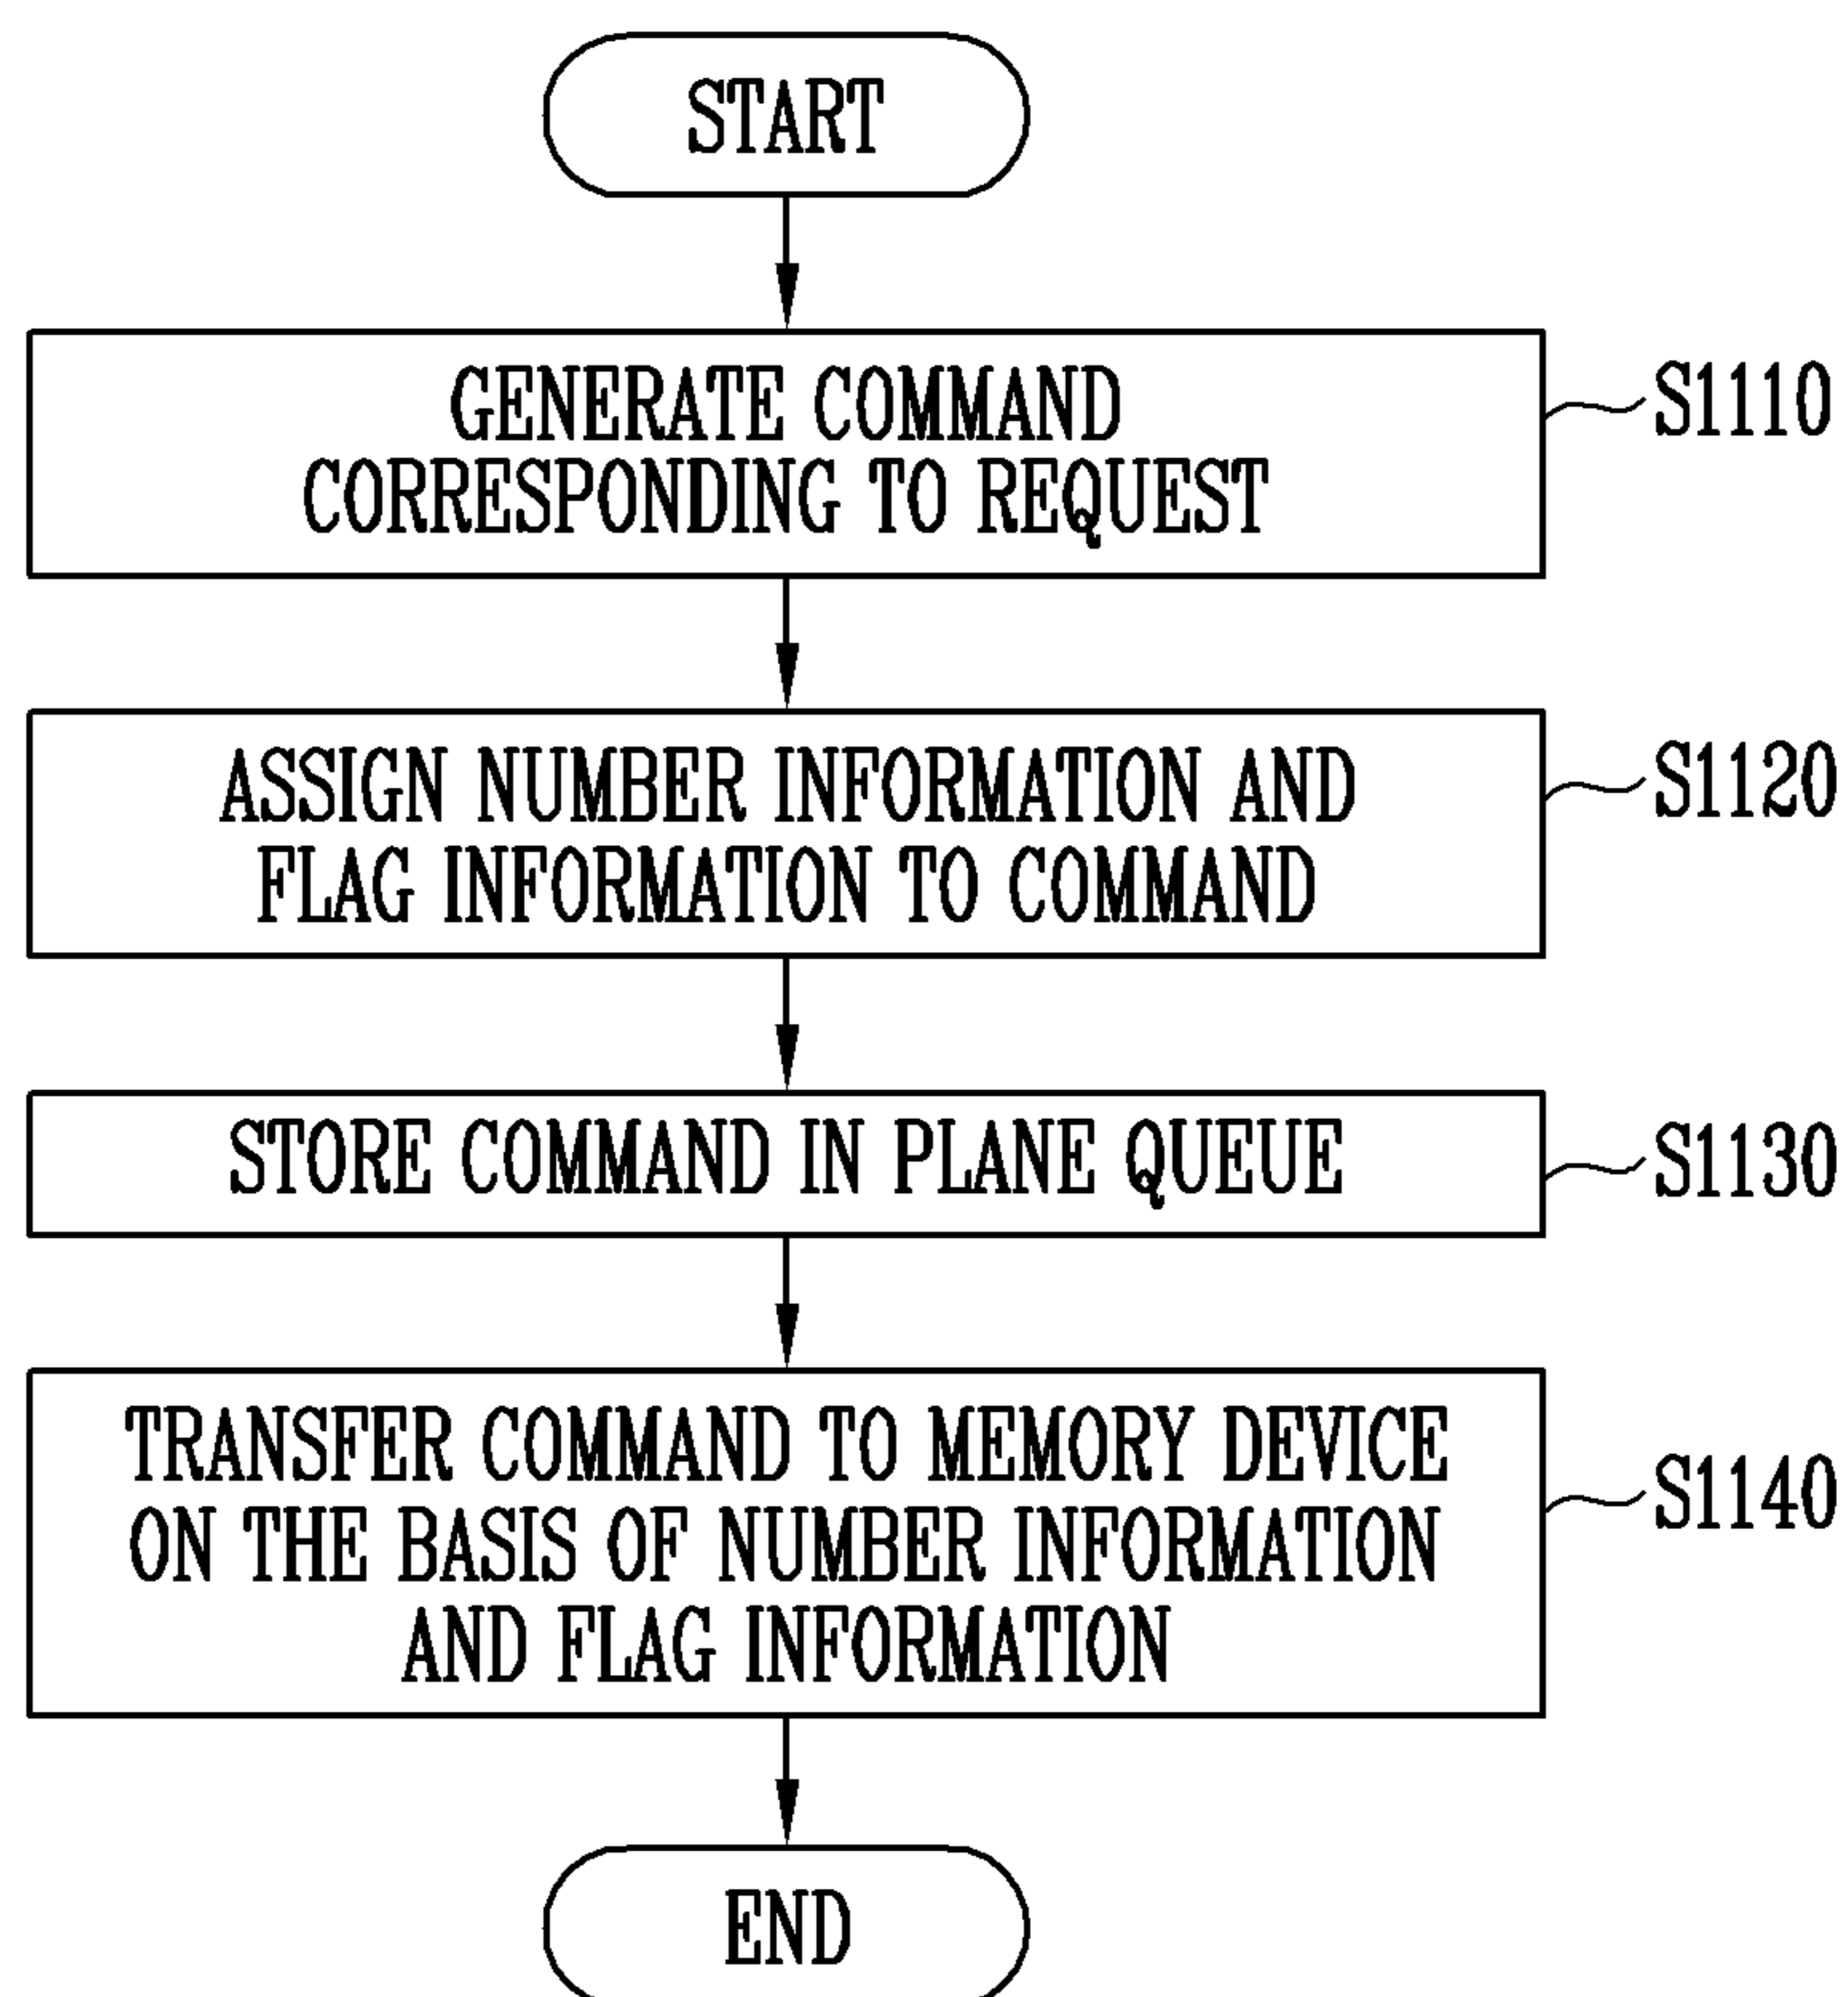 START
GENERATE COMMAND
CORRESPONDING TO REQUEST
S1110
ASSIGN NUMBER INFORMATION AND
FLAG INFORMATION TO COMMAND
S1120
STORE COMMAND IN PLANE QUEUE
S1130
TRANSFER COMMAND TO MEMORY DEVICE
ON THE BASIS OF NUMBER INFORMATION
AND FLAG INFORMATION
S1140
END